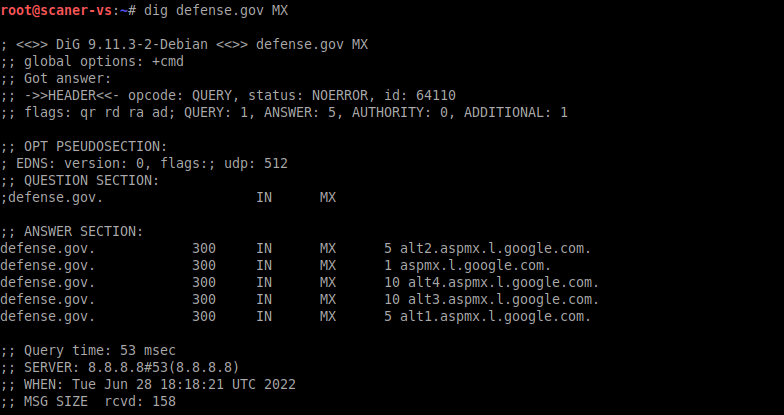 root@scaner-vs:~# dig defense.gov MX
; <<>> DiG 9.11.3-2-Debian <<>> defense.gov MX
;; global options: +cmd
;; Got answer:
;; ->>HEADER<<- opcode: QUERY, status: NOERROR, id: 64110
;; flags: qr rd ra ad; QUERY: 1, ANSWER: 5, AUTHORITY: 0, ADDITIONAL: 1
;; OPT PSEUDOSECTION:
; EDNS: version: 0, flags:; udp: 512
;; QUESTION SECTION:
;defense.gov. IN MX
;; ANSWER SECTION:
defense.gov. 300 IN MX 5 alt2.aspmx.l.google.com.
defense.gov. 300 IN MX 1 aspmx.l.google.com.
defense.gov. 300 IN MX 10 alt4.aspmx.l.google.com.
defense.gov. 300 IN MX 10 alt3.aspmx.l.google.com.
defense.gov. 300 IN MX 5 alt1.aspmx.l.google.com.
;; Query time: 53 msec
;; SERVER: 8.8.8.8#53(8.8.8.8)
;; WHEN: Tue Jun 28 18:18:21 UTC 2022
;; MSG SIZE rcvd: 158